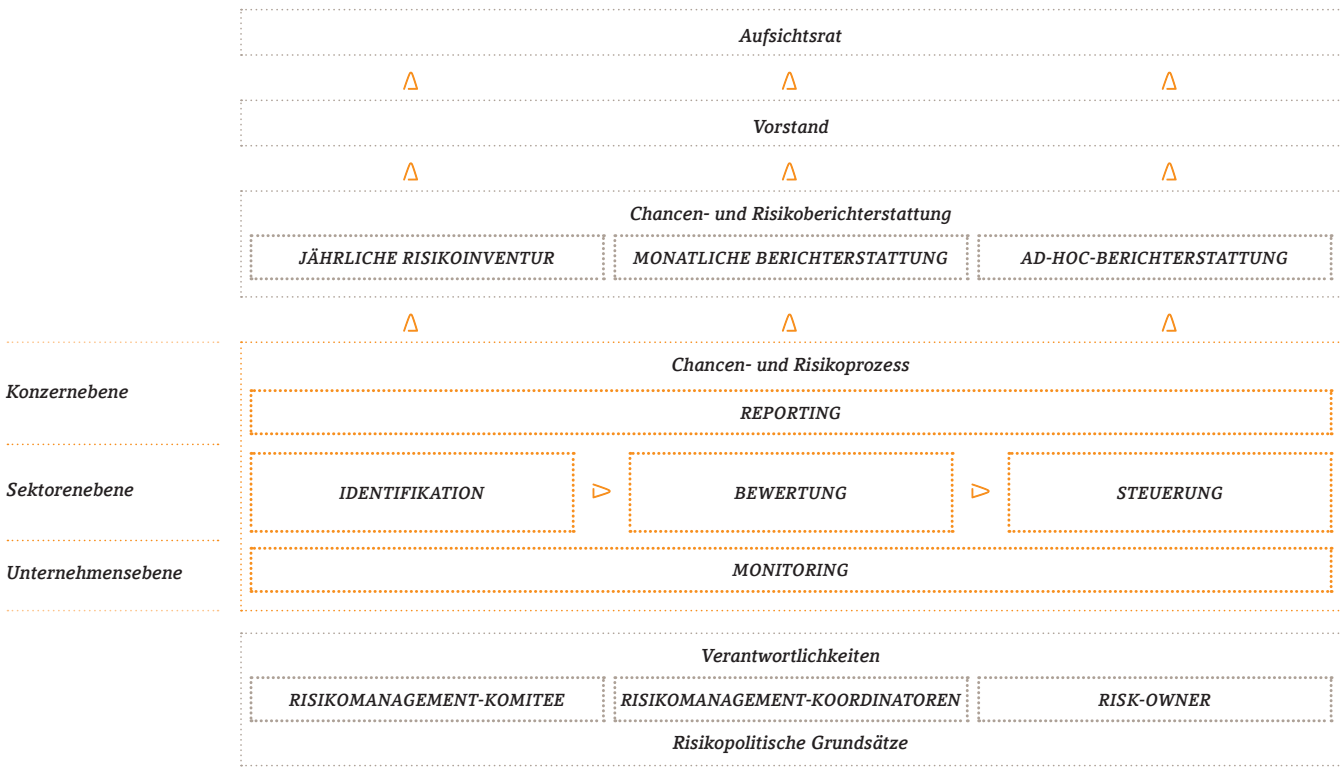 Aufsichtsrat
Vorstand
Chancen- und Risikoberichterstattung
JÄHRLICHE RISIKOINVENTUR
MONATLICHE BERICHTERSTATTUNG
AD-HOC-BERICHTERSTATTUNG
Chancen- und Risikoprozess
Konzernebene
REPORTING
Sektorenebene
IDENTIFIKATION
BEWERTUNG
STEUERUNG
Unternehmensebene
MONITORING
Verantwortlichkeiten
RISIKOMANAGEMENT-KOMITEE
RISIKOMANAGEMENT-KOORDINATOREN
RISK-OWNER
Risikopolitische Grundsätze